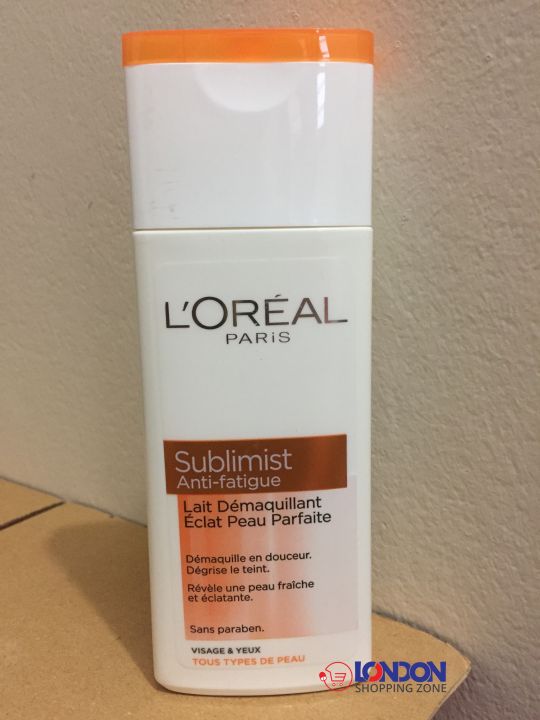 L'ORÉAL
PARiS
Sublimist
Anti-fatigue
Lait Démaquillant
Éclat Peau Parfaite
Démaquille en douceur.
Dégrise le teint.
Révèle une peau fraîche
et éclatante.
Sans paraben.
VISAGE & YEUX
TOUS TYPES DE PEAU
LONDON
SHOPPING ZONE